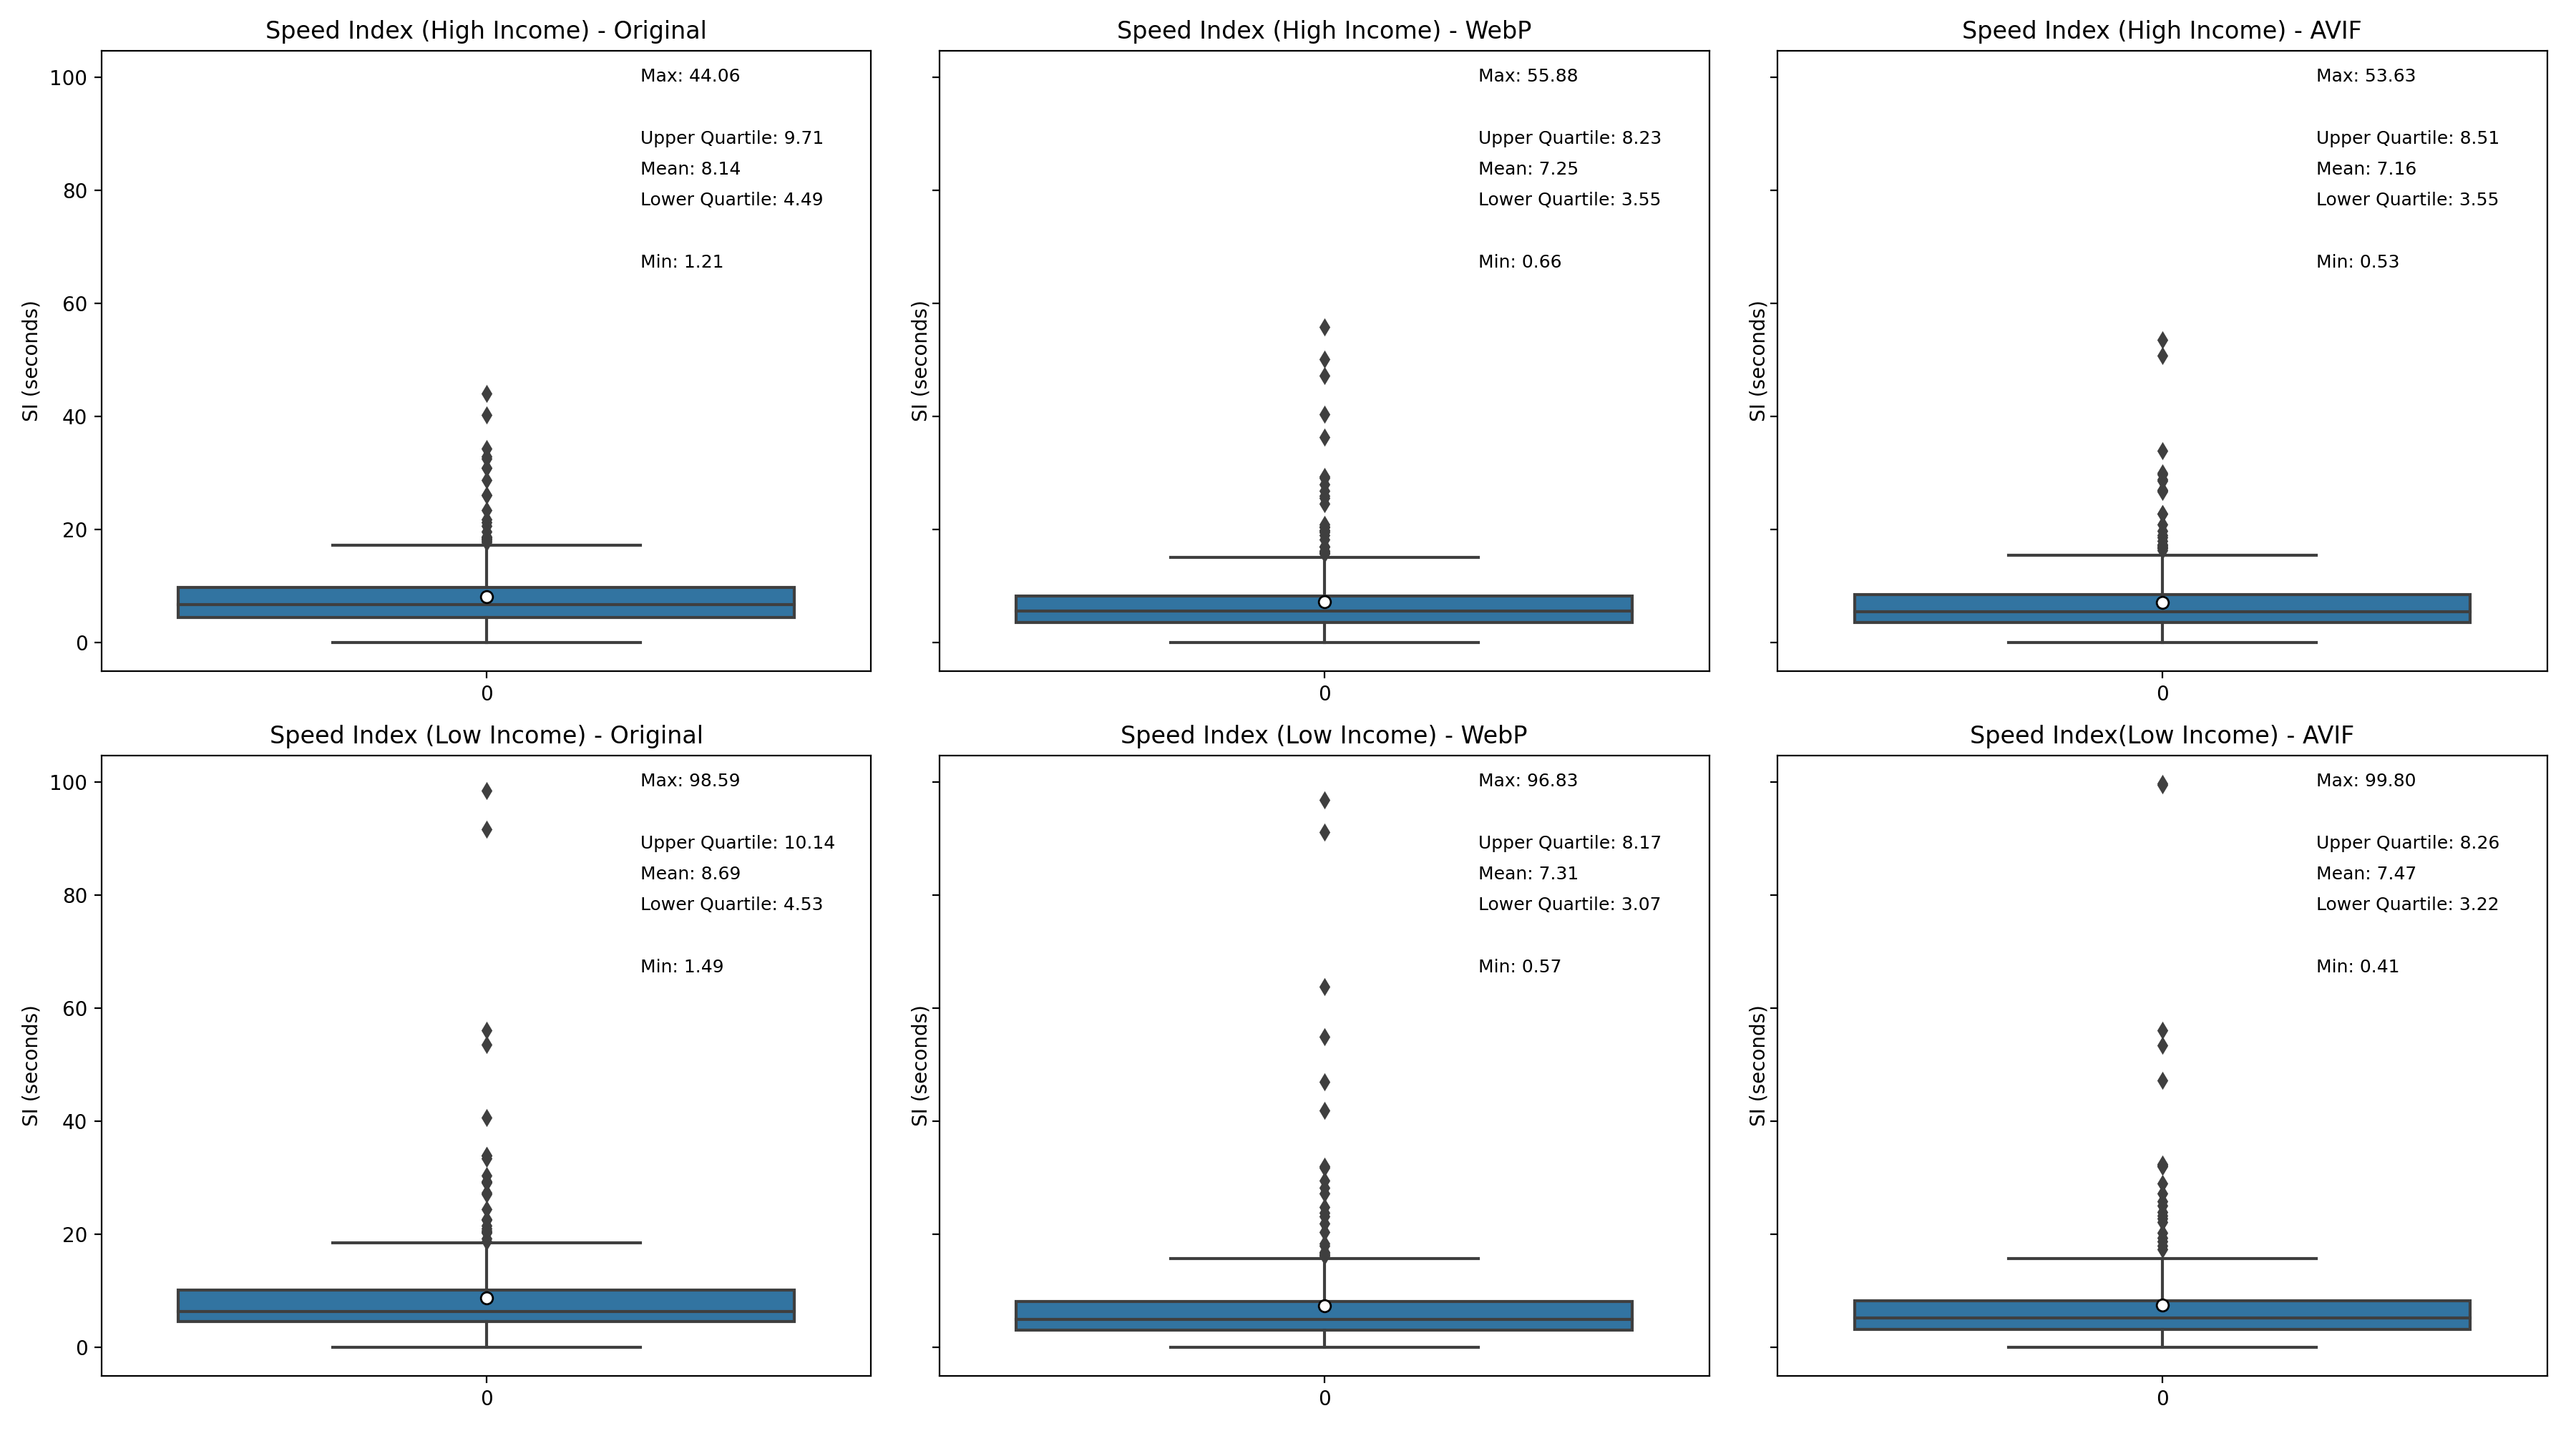 Speed Index (High Income) - Original
Max: 44.06
Upper Quartile: 9.71
Mean: 8.14
Lower Quartile: 4.49
Min: 1.21
SI (seconds)
100
80
60
40
20
0
0
Speed Index (High Income) - WebP
Max: 55.88
Upper Quartile: 8.23
Mean: 7.25
Lower Quartile: 3.55
Min: 0.66
SI (seconds)
0
Speed Index (High Income) - AVIF
Max: 53.63
Upper Quartile: 8.51
Mean: 7.16
Lower Quartile: 3.55
Min: 0.53
SI (seconds)
0
Speed Index (Low Income) - Original
Max: 98.59
Upper Quartile: 10.14
Mean: 8.69
Lower Quartile: 4.53
Min: 1.49
SI (seconds)
100
80
60
40
20
0
0
Speed Index (Low Income) - WebP
Max: 96.83
Upper Quartile: 8.17
Mean: 7.31
Lower Quartile: 3.07
Min: 0.57
SI (seconds)
0
Speed Index(Low Income) - AVIF
Max: 99.80
Upper Quartile: 8.26
Mean: 7.47
Lower Quartile: 3.22
Min: 0.41
SI (seconds)
0